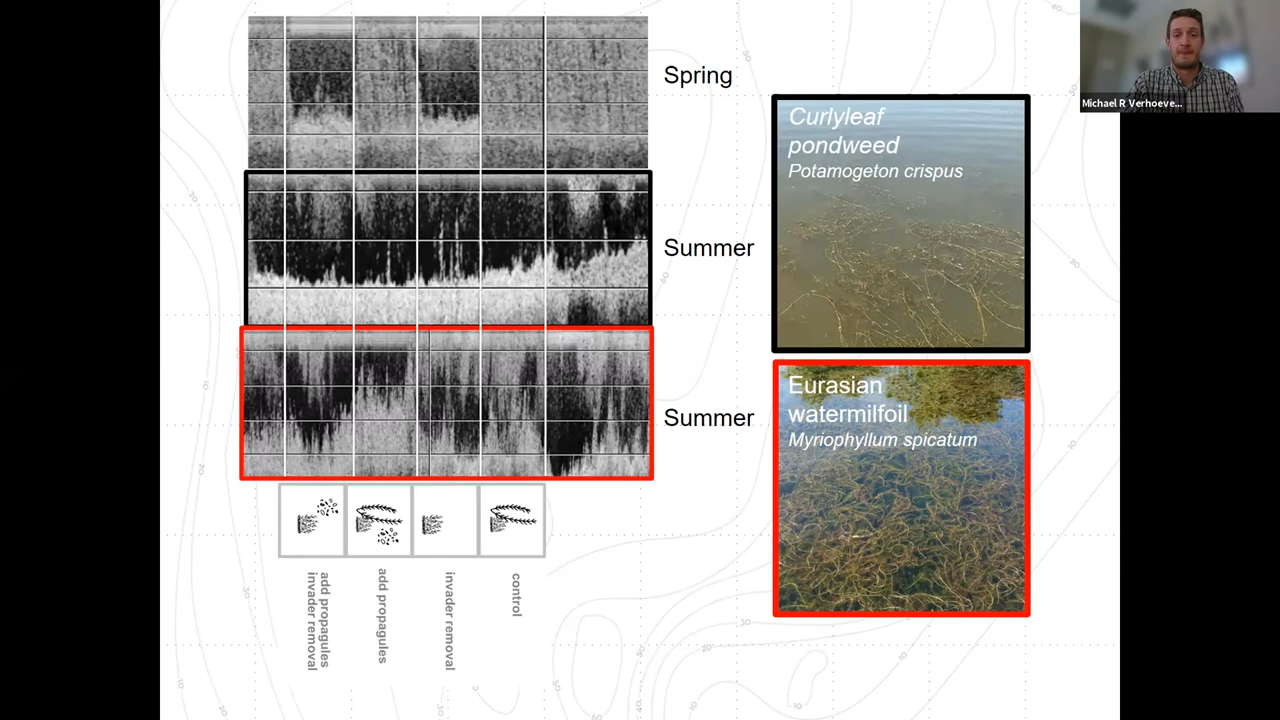 Spring
Michael R Verhoeve...
Curlyleaf
pondweed
Potamogeton crispus
Summer
Eurasian
watermilfoil
Myriophyllum spicatum
Summer
add propagules
invader removal
add propagules
invader removal
control